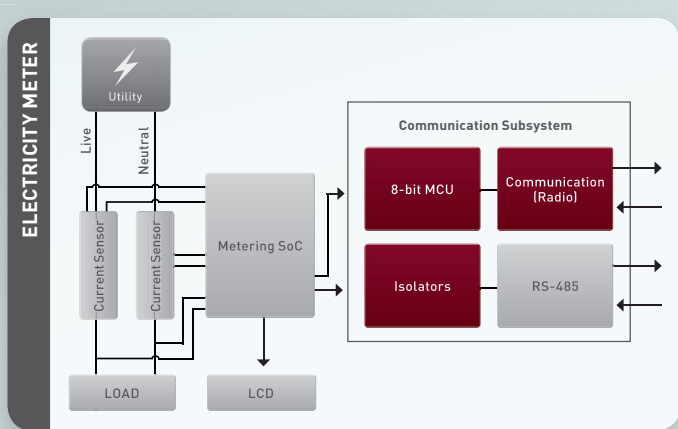 ELECTRICITY METER
Utility
Live
Neutral
Current Sensor
Current Sensor
Metering SoC
Communication Subsystem
8-bit MCU
Communication
(Radio)
Isolators
RS-485
LOAD
LCD